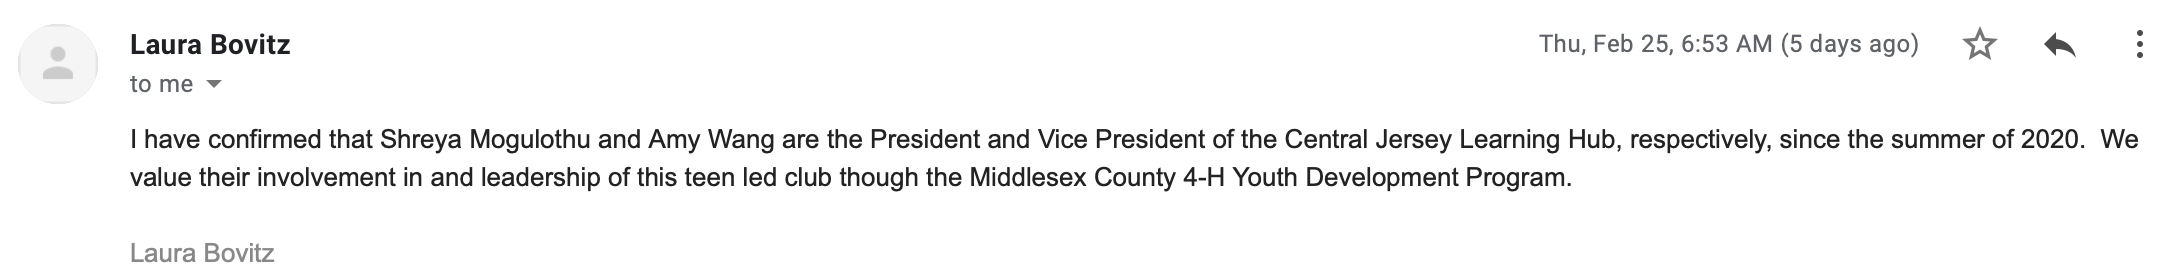 Laura Bovitz
Thu, Feb 25, 6:53 AM (5 days ago)
to me
I have confirmed that Shreya Mogulothu and Amy Wang are the President and Vice President of the Central Jersey Learning Hub, respectively, since the summer of 2020.  We
value their involvement in and leadership of this teen led club though the Middlesex County 4-H Youth Development Program.
Laura Bovitz